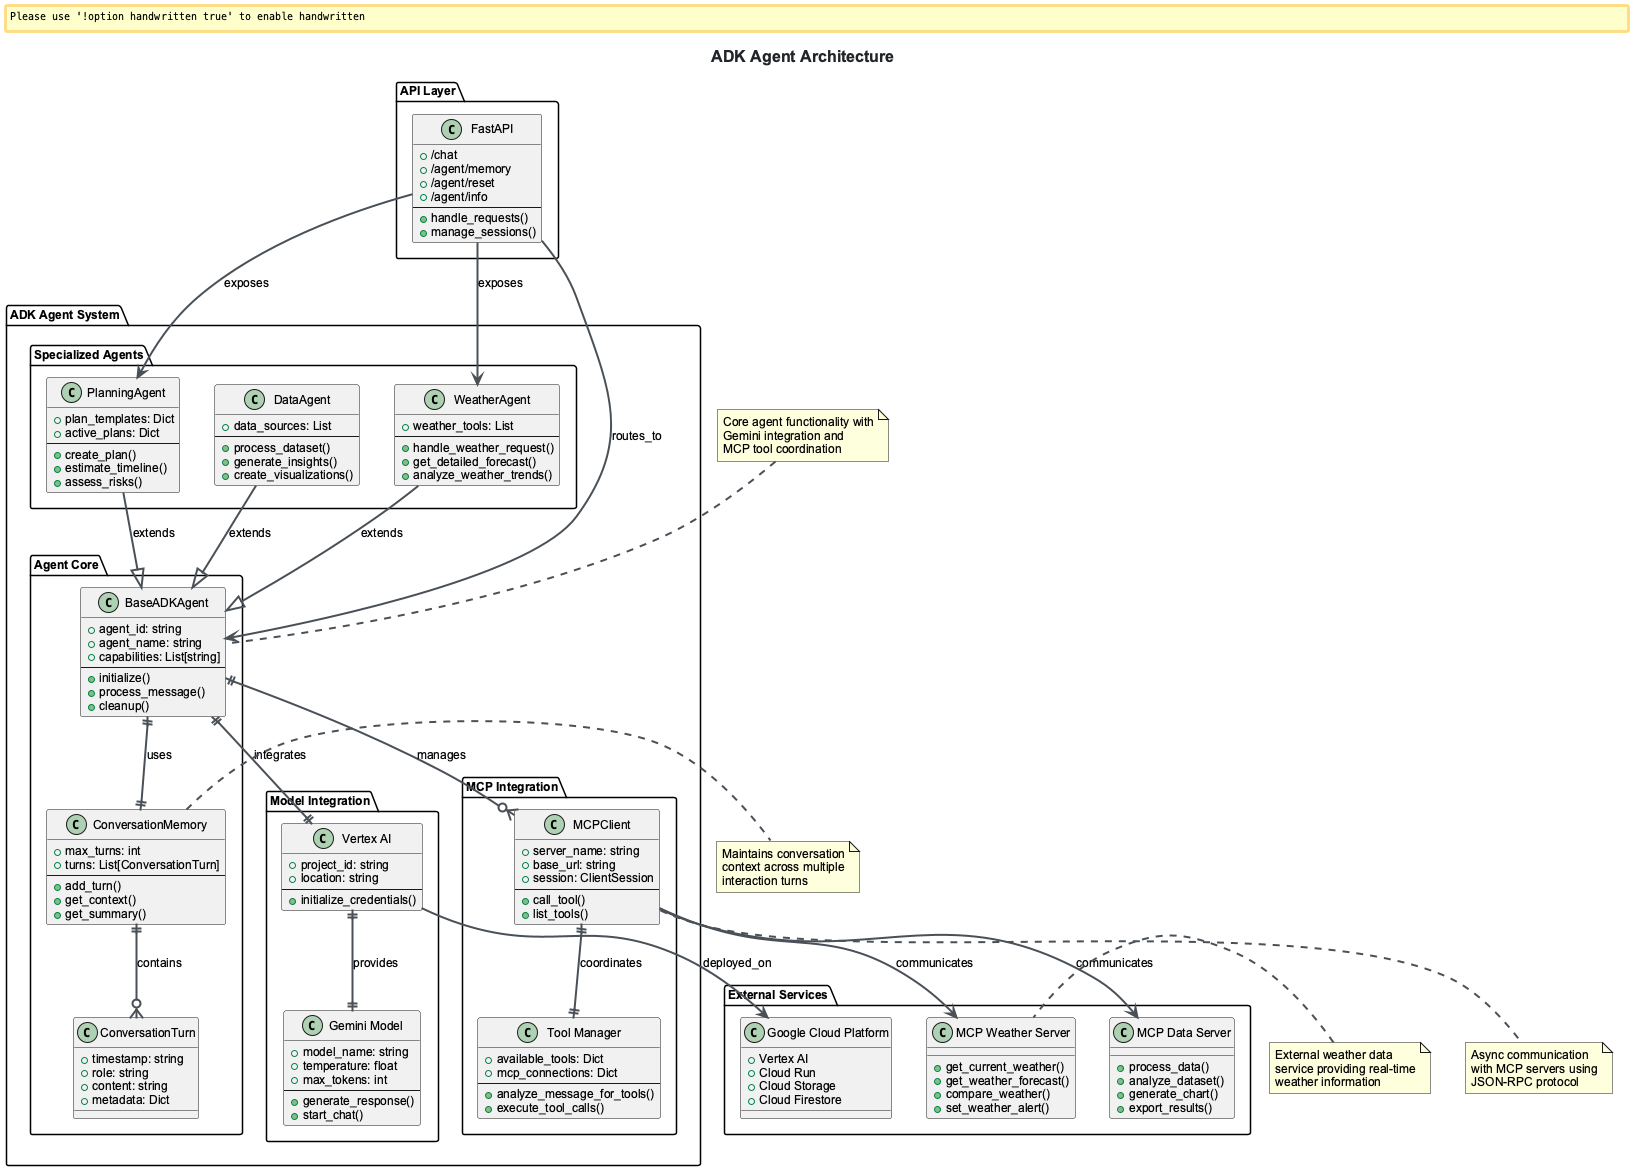 Please use '!option handwritten true' to enable handwritten
ADK Agent Architecture
API Layer
C FastAPI
/chat
/agent/memory
/agent/reset
/agent/info
handle_requests()
manage_sessions()
exposes
exposes
routes_to
ADK Agent System
Specialized Agents
C PlanningAgent
plan_templates: Dict
active_plans: Dict
create_plan()
estimate_timeline()
assess_risks()
C DataAgent
data_sources: List
process_dataset()
generate_insights()
create_visualizations()
C WeatherAgent
weather_tools: List
handle_weather_request()
get_detailed_forecast()
analyze_weather_trends()
Core agent functionality with
Gemini integration and
MCP tool coordination
extends
extends
extends
Agent Core
C BaseADKAgent
agent_id: string
agent_name: string
capabilities: List[string]
initialize()
process_message()
cleanup()
uses
integrates
manages
C ConversationMemory
max_turns: int
turns: List[ConversationTurn]
add_turn()
get_context()
get_summary()
contains
C ConversationTurn
timestamp: string
role: string
content: string
metadata: Dict
Model Integration
C Vertex AI
project_id: string
location: string
initialize_credentials()
provides
C Gemini Model
model_name: string
temperature: float
max_tokens: int
generate_response()
start_chat()
MCP Integration
C MCPClient
server_name: string
base_url: string
session: ClientSession
call_tool()
list_tools()
coordinates
C Tool Manager
available_tools: Dict
mcp_connections: Dict
analyze_message_for_tools()
execute_tool_calls()
Maintains conversation
context across multiple
interaction turns
deployed_on
communicates
communicates
External Services
C Google Cloud Platform
Vertex AI
Cloud Run
Cloud Storage
Cloud Firestore
C MCP Weather Server
get_current_weather()
get_weather_forecast()
compare_weather()
set_weather_alert()
C MCP Data Server
process_data()
analyze_dataset()
generate_chart()
export_results()
External weather data
service providing real-time
weather information
Async communication
with MCP servers using
JSON-RPC protocol